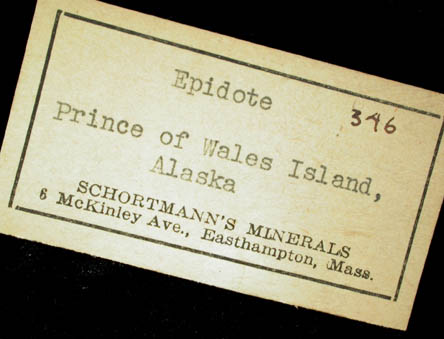 Epidote 346
Prince of Wales Island,
Alaska
SCHORTMANN'S MINERALS
6 McKinley Ave., Easthampton, Mass.